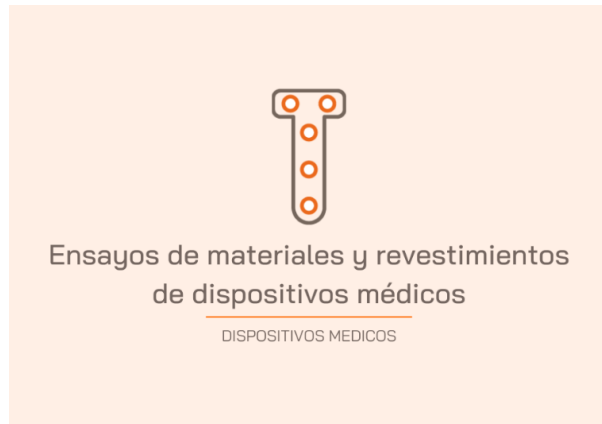 Ensayos de materiales y revestimientos
de dispositivos médicos
DISPOSITIVOS MEDICOS